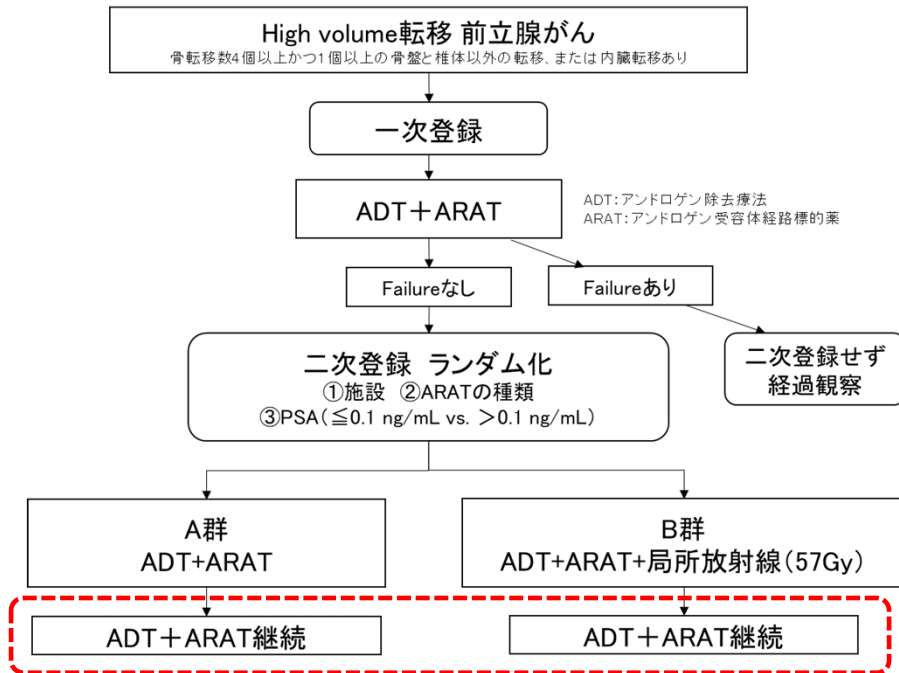 High volume転移 前立腺がん
骨転移数4個以上かつ1個以上の骨盤と椎体以外の転移、または内臓転移あり
一次登録
ADT＋ARAT
ADT：アンドロゲン除去療法
ARAT：アンドロゲン受容体経路標的薬
Failureなし
Failureあり
二次登録 ランダム化
①施設 ②ARATの種類
③PSA（≦0.1 ng/mL vs. ＞0.1 ng/mL）
二次登録せず
経過観察
A群
ADT+ARAT
B群
ADT+ARAT+局所放射線（57Gy）
ADT＋ARAT継続
ADT＋ARAT継続